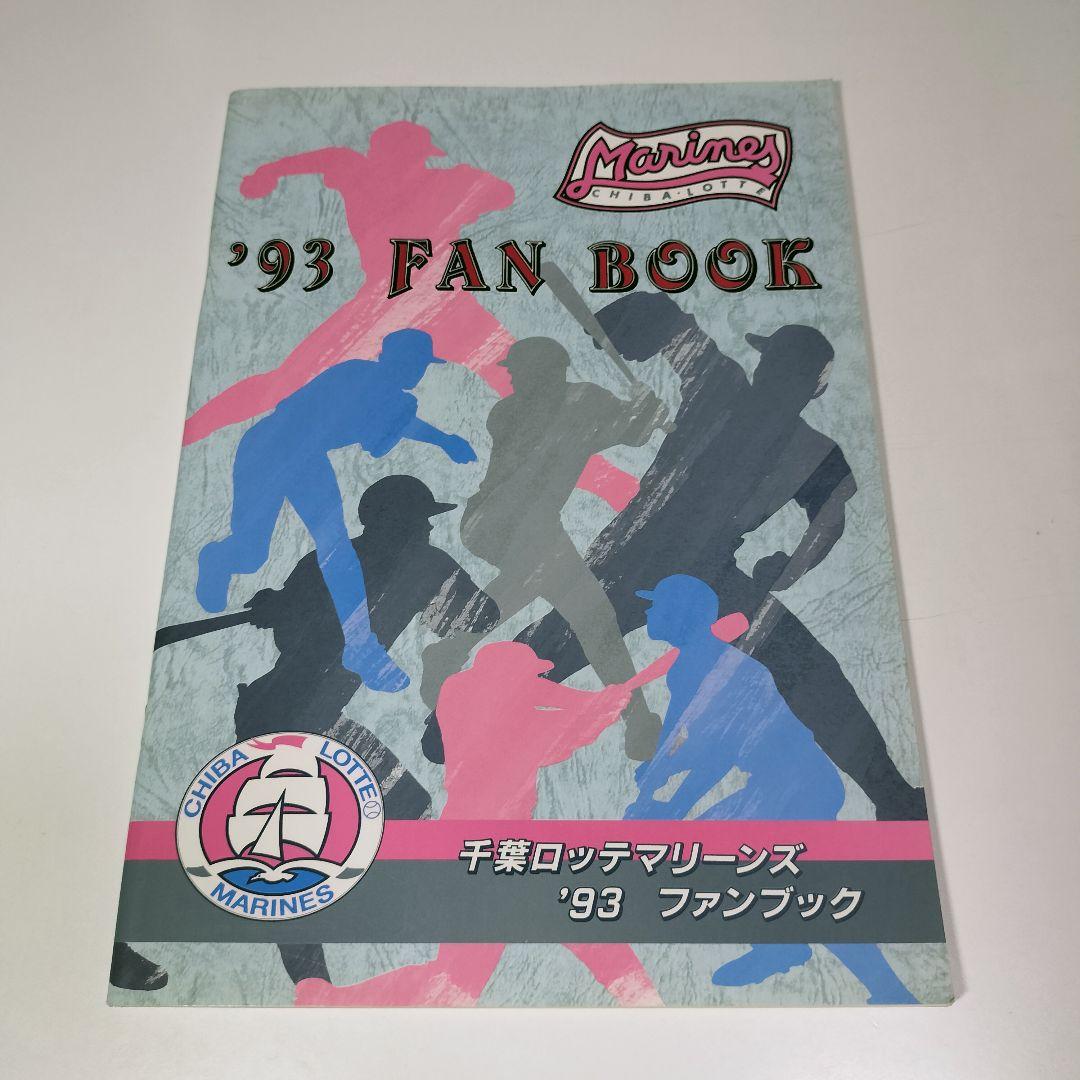 Marines
CHIBA・LOTTE
'93 FAN BOOK
CHIBA LOTTE
MARINES
千葉ロッテマリーンズ
'93 ファンブック